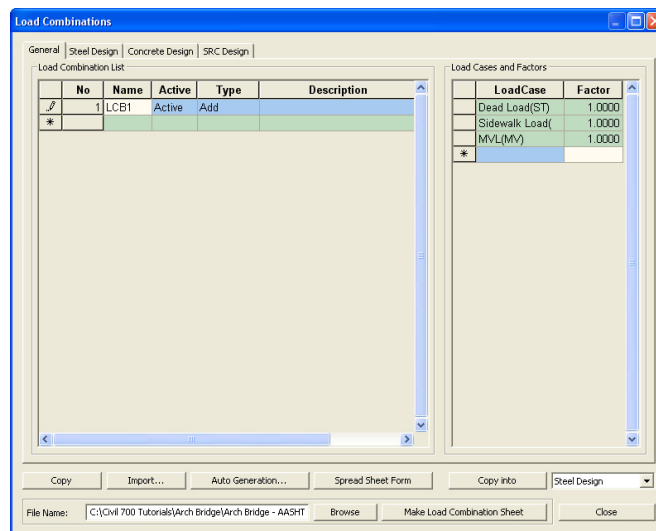 Load Combinations
General Steel Design Concrete Design SRC Design
Load Combination List
No Name Active Type Description
1 LCB1 Active Add
Load Cases and Factors
LoadCase Factor
Dead Load(ST) 1.0000
Sidewalk Load( 1.0000
MVL(MV) 1.0000
Copy Import... Auto Generation... Spread Sheet Form Copy into Steel Design
File Name: C:\Civil 700 Tutorials\Arch Bridge\Arch Bridge - AASHT Browse Make Load Combination Sheet Close